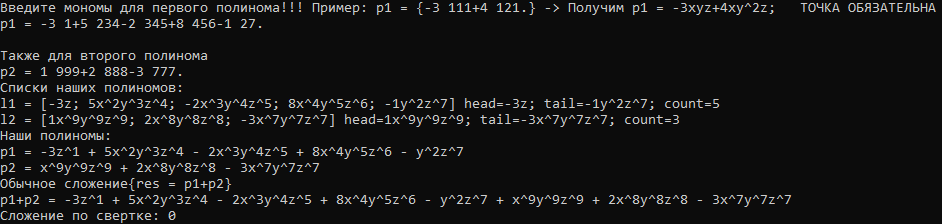 Введите мономы для первого полинома!!! Пример: p1 = {-3 111+4 121.} -> Получим p1 = -3xyz+4xy^2z;   ТОЧКА ОБЯЗАТЕЛЬНА
p1 = -3 1+5 234-2 345+8 456-1 27.
Также для второго полинома
p2 = 1 999+2 888-3 777.
Списки наших полиномов:
l1 = [-3z; 5x^2y^3z^4; -2x^3y^4z^5; 8x^4y^5z^6; -1y^2z^7] head=-3z; tail=-1y^2z^7; count=5
l2 = [1x^9y^9z^9; 2x^8y^8z^8; -3x^7y^7z^7] head=1x^9y^9z^9; tail=-3x^7y^7z^7; count=3
Наши полиномы:
p1 = -3z^1 + 5x^2y^3z^4 - 2x^3y^4z^5 + 8x^4y^5z^6 - y^2z^7
p2 = x^9y^9z^9 + 2x^8y^8z^8 - 3x^7y^7z^7
Обычное сложение{res = p1+p2}
p1+p2 = -3z^1 + 5x^2y^3z^4 - 2x^3y^4z^5 + 8x^4y^5z^6 - y^2z^7 + x^9y^9z^9 + 2x^8y^8z^8 - 3x^7y^7z^7
Сложение по свертке: 0